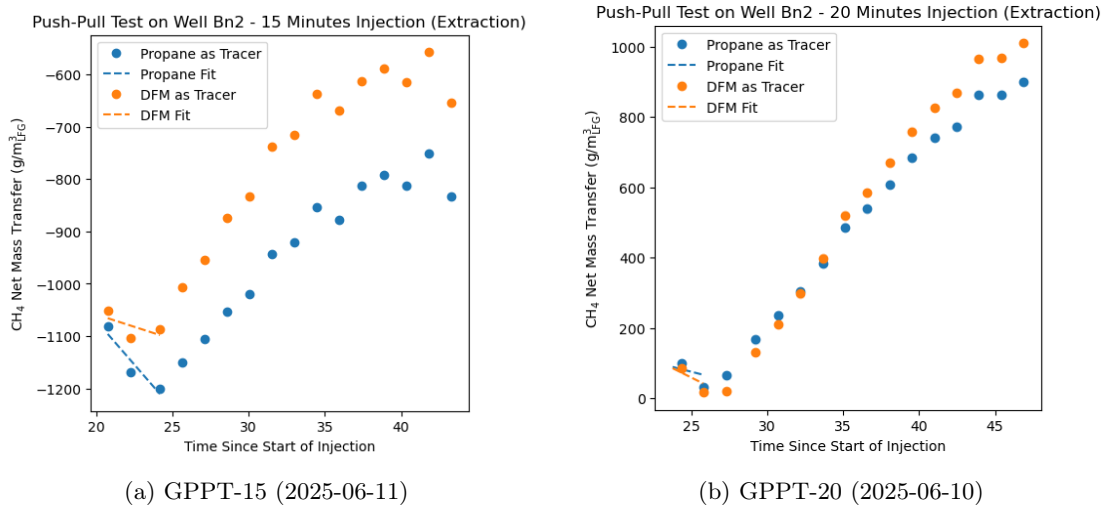 Push-Pull Test on Well Bn2 - 15 Minutes Injection (Extraction)
Propane as Tracer
Propane Fit
DFM as Tracer
DFM Fit
CH₄ Net Mass Transfer (g/m³LFG)
−600
−700
−800
−900
−1000
−1100
−1200
20
25
30
35
40
Time Since Start of Injection
(a) GPPT-15 (2025-06-11)
Push-Pull Test on Well Bn2 - 20 Minutes Injection (Extraction)
Propane as Tracer
Propane Fit
DFM as Tracer
DFM Fit
CH₄ Net Mass Transfer (g/m³LFG)
1000
800
600
400
200
0
25
30
35
40
45
Time Since Start of Injection
(b) GPPT-20 (2025-06-10)